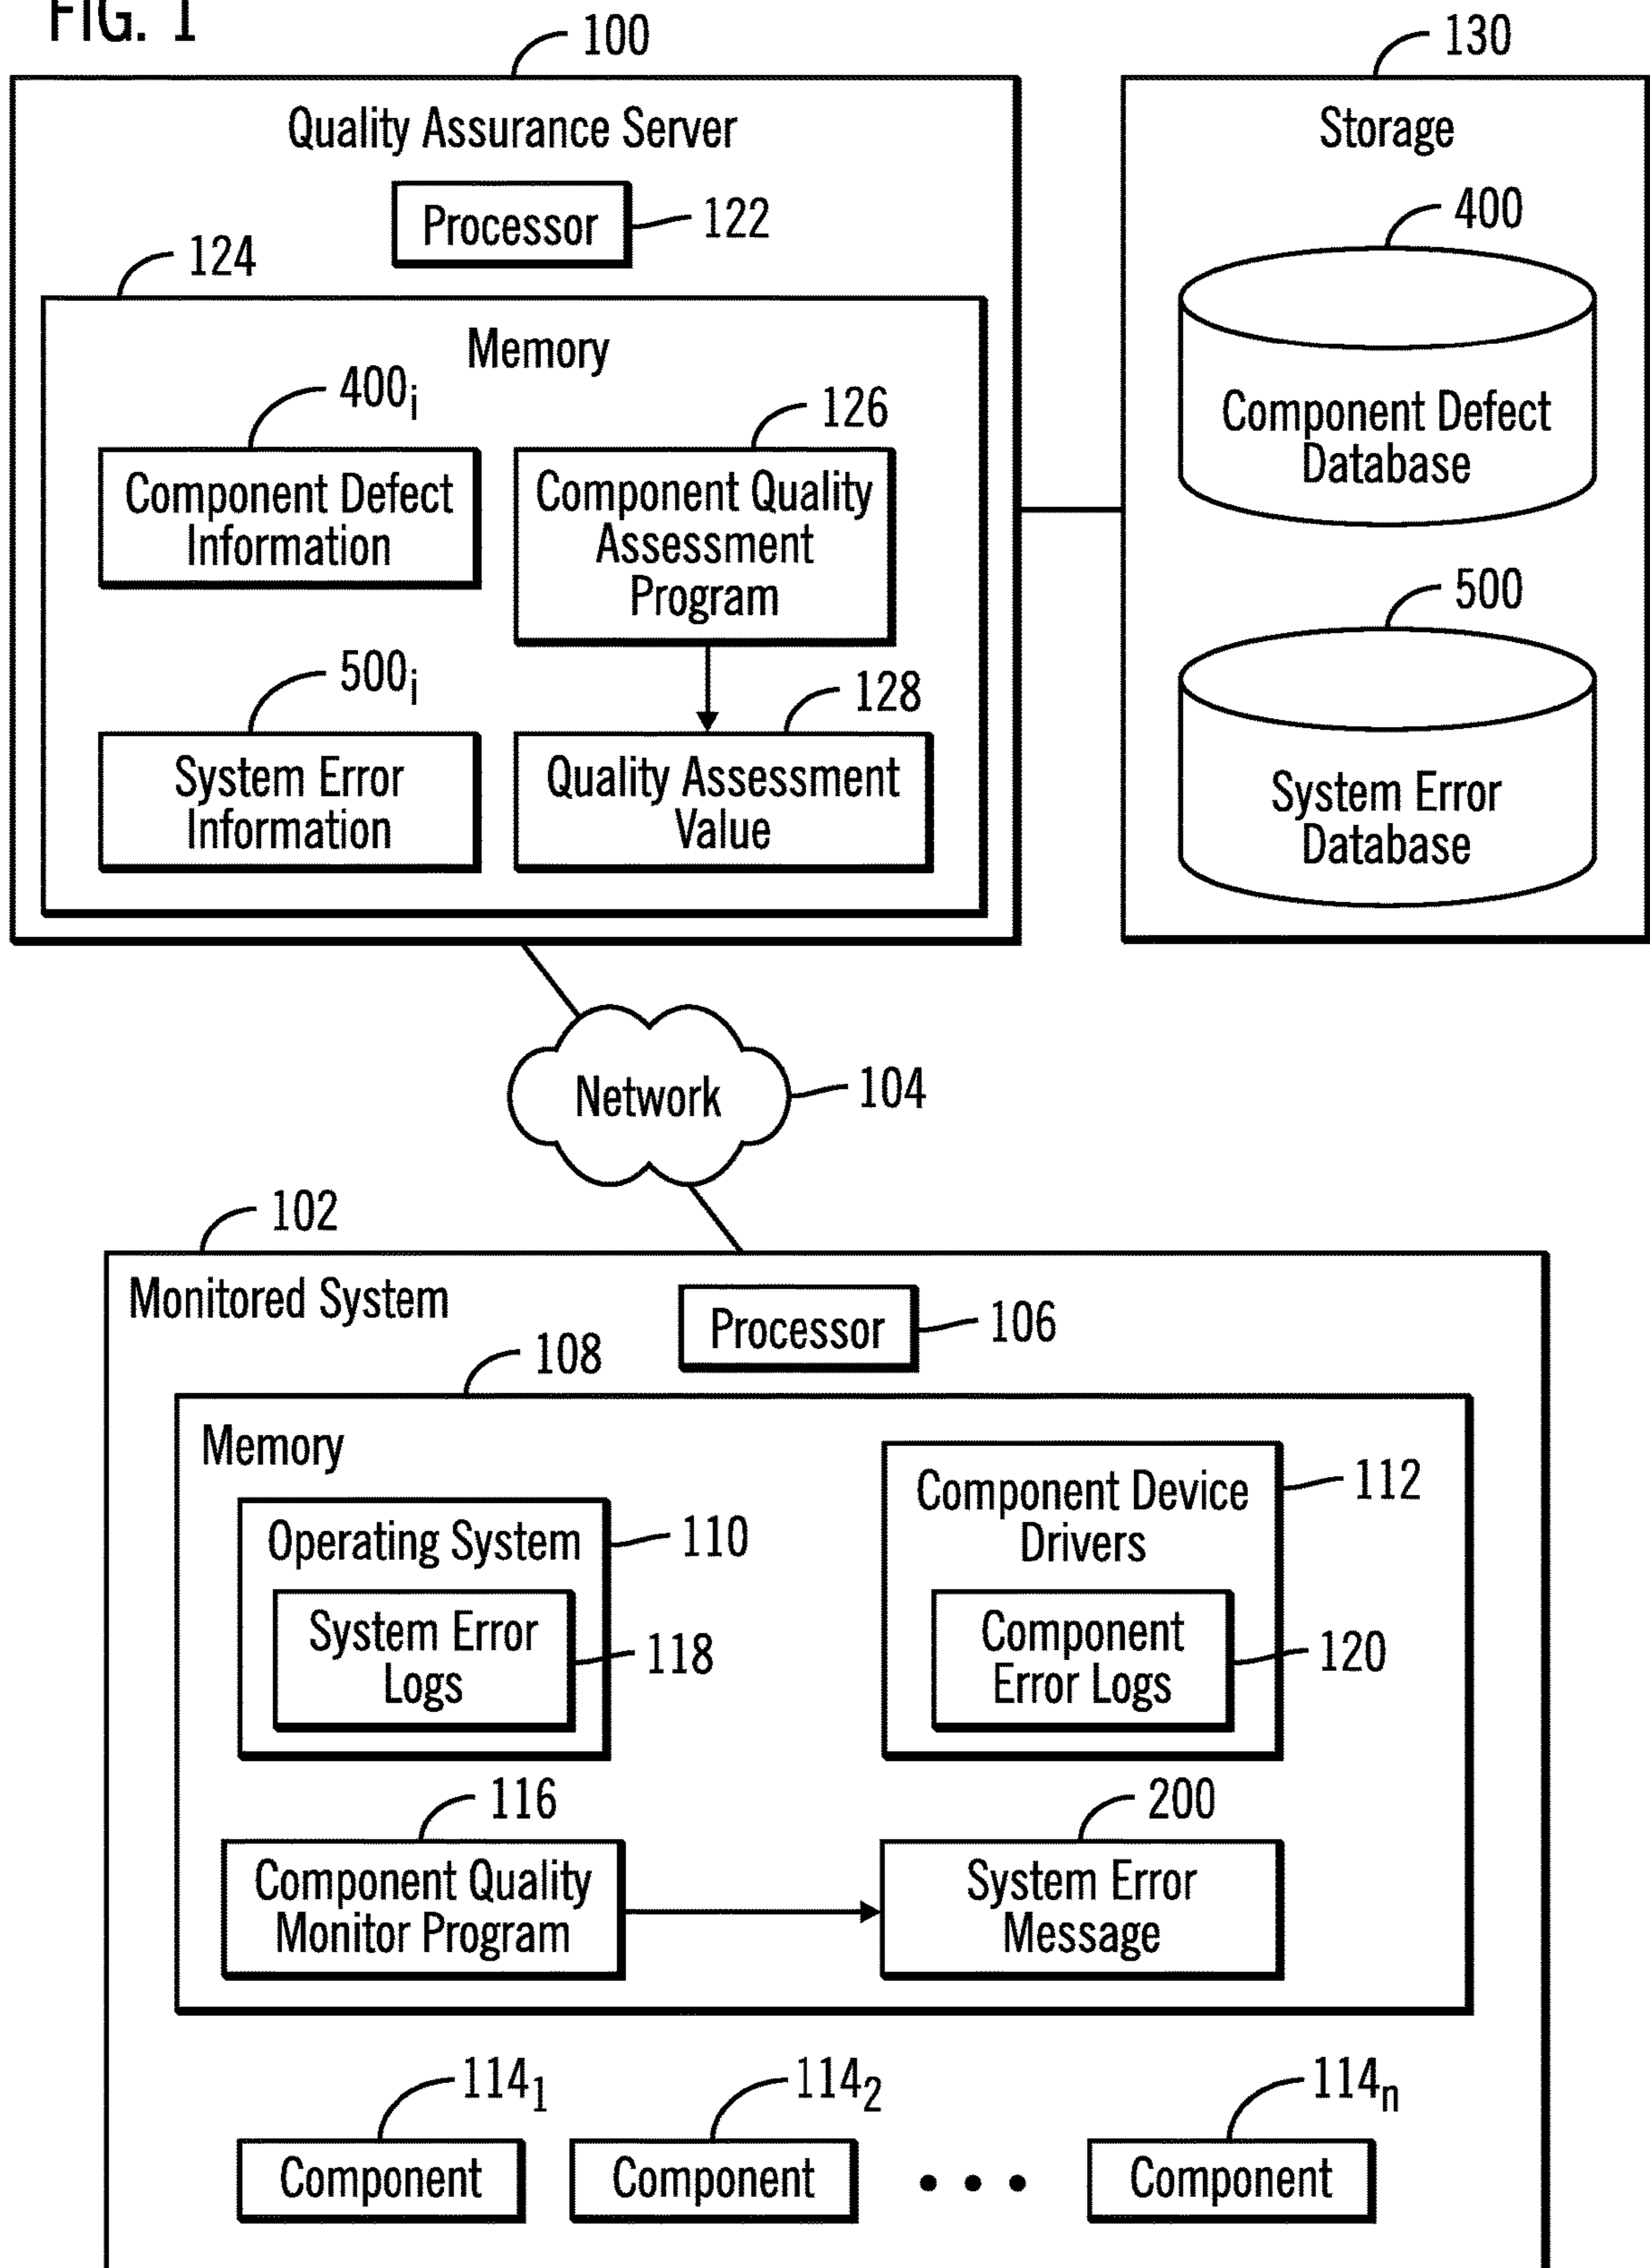 FIG. 1
100
130
Quality Assurance Server
Storage
Processor
122
400
124
Memory
400i
126
Component Defect
Database
Component Defect
Information
Component Quality
Assessment
Program
500
500i
128
System Error
Information
Quality Assessment
Value
System Error
Database
Network
104
102
Monitored System
Processor
106
108
Memory
Component Device
Drivers
112
Operating System
110
System Error
Logs
118
Component
Error Logs
120
116
200
Component Quality
Monitor Program
System Error
Message
1141
1142
114n
Component
Component
• • •
Component